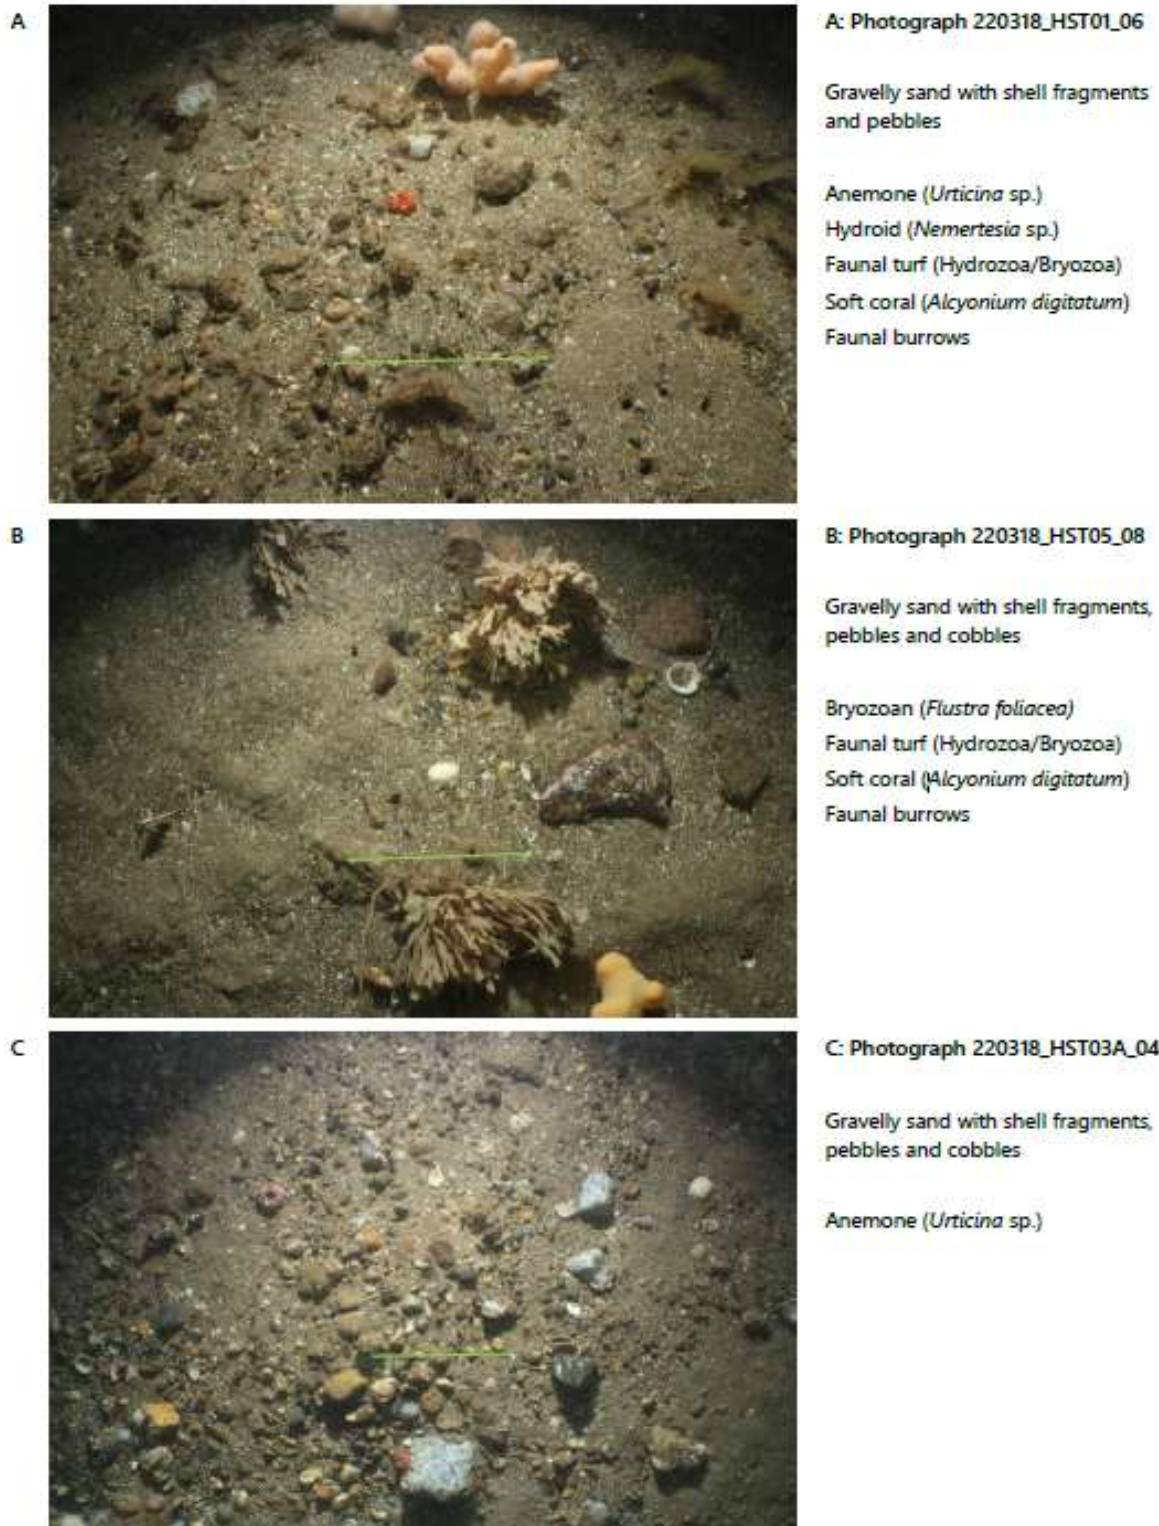 A
A: Photograph 220318_HST01_06
Gravelly sand with shell fragments
and pebbles
Anemone (Urticina sp.)
Hydroid (Nemertesia sp.)
Faunal turf (Hydrozoa/Bryozoa)
Soft coral (Alcyonium digitatum)
Faunal burrows
B
B: Photograph 220318_HST05_08
Gravelly sand with shell fragments,
pebbles and cobbles
Bryozoan (Flustra foliacea)
Faunal turf (Hydrozoa/Bryozoa)
Soft coral (Alcyonium digitatum)
Faunal burrows
C
C: Photograph 220318_HST03A_04
Gravelly sand with shell fragments,
pebbles and cobbles
Anemone (Urticina sp.)